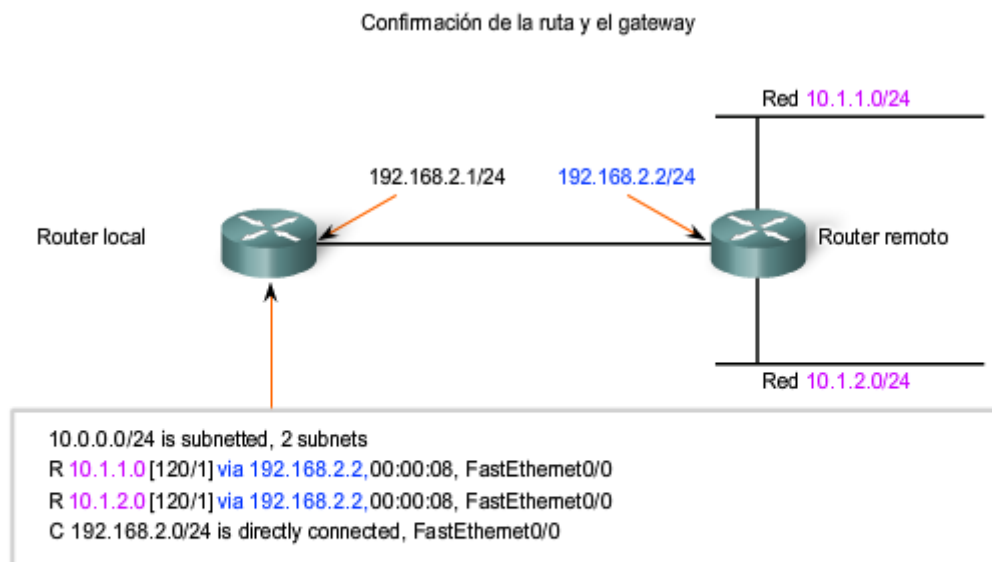 Confirmación de la ruta y el gateway
Red 10.1.1.0/24
192.168.2.1/24
192.168.2.2/24
Router local
Router remoto
Red 10.1.2.0/24
10.0.0.0/24 is subnetted, 2 subnets
R 10.1.1.0 [120/1] via 192.168.2.2, 00:00:08, FastEthernet0/0
R 10.1.2.0 [120/1] via 192.168.2.2, 00:00:08, FastEthernet0/0
C 192.168.2.0/24 is directly connected, FastEthernet0/0